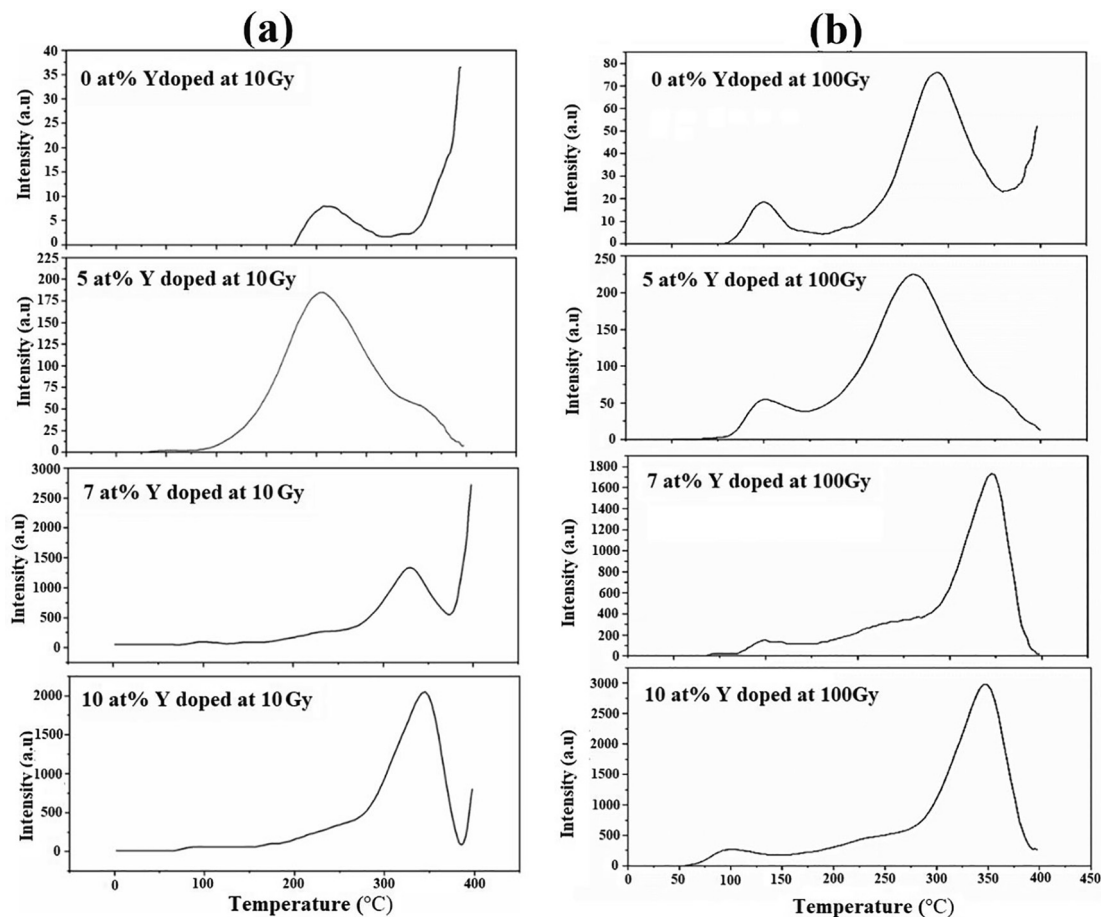 (a)
40
35
30
25
20
15
10
5
0
Intensity (a.u)
0 at% Ydoped at 10Gy
225
200
175
150
125
100
75
50
25
0
Intensity (a.u)
5 at% Y doped at 10Gy
3000
2500
2000
1500
1000
500
0
Intensity (a.u)
7 at% Y doped at 10Gy
2000
1500
1000
500
0
Intensity (a.u)
10 at% Y doped at 10Gy
0 100 200 300 400
Temperature (°C)
(b)
80
70
60
50
40
30
20
10
0
Intensity (a.u)
0 at% Ydoped at 100Gy
250
200
150
100
50
0
Intensity (a.u)
5 at% Y doped at 100Gy
1800
1600
1400
1200
1000
800
600
400
200
0
Intensity (a.u)
7 at% Y doped at 100Gy
3000
2500
2000
1500
1000
500
0
Intensity (a.u)
10 at% Y doped at 100Gy
0 50 100 150 200 250 300 350 400 450
Temperature (°C)